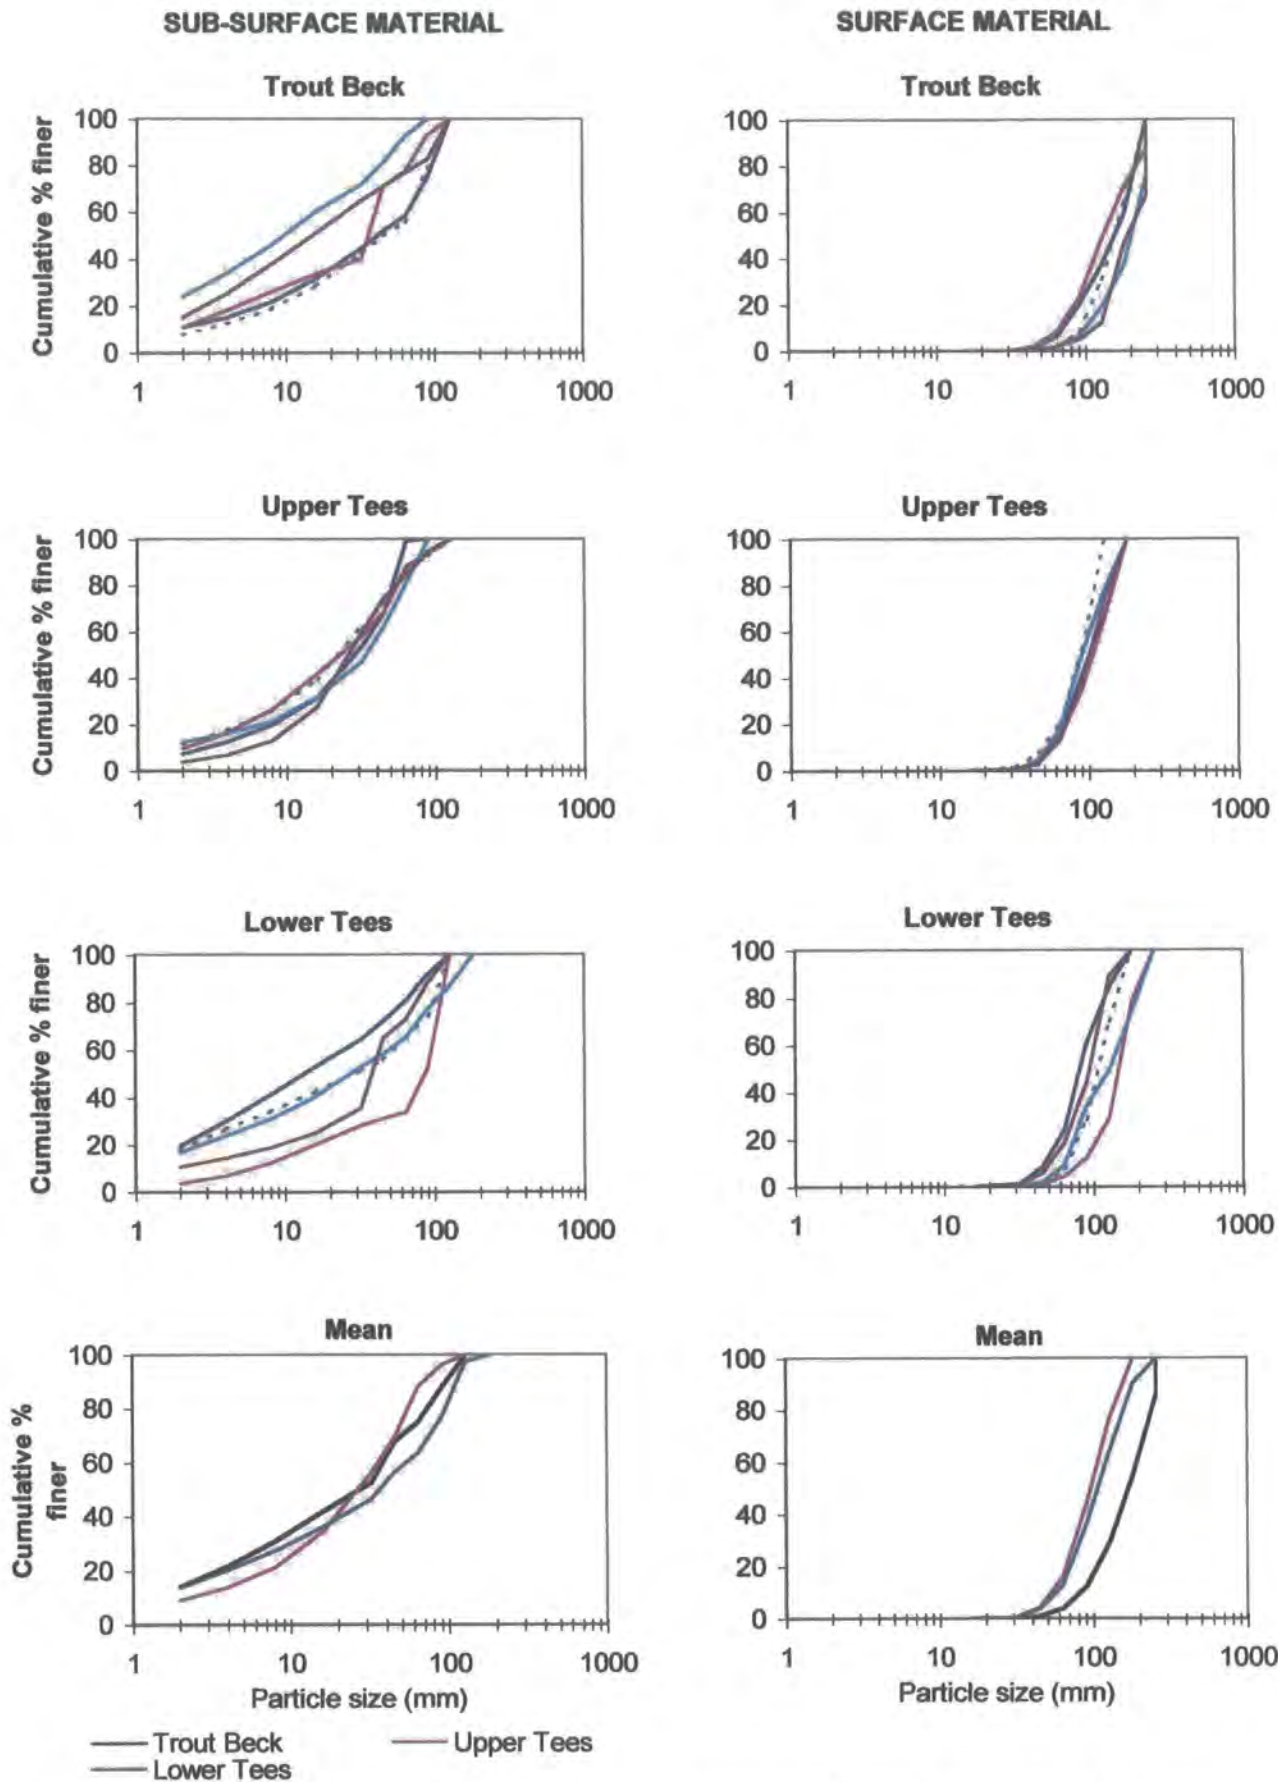 SUB-SURFACE MATERIAL
SURFACE MATERIAL
Trout Beck
Trout Beck
Cumulative % finer
100
80
60
40
20
0
1 10 100 1000
100
80
60
40
20
0
1 10 100 1000
Upper Tees
Upper Tees
Cumulative % finer
100
80
60
40
20
0
1 10 100 1000
100
80
60
40
20
0
1 10 100 1000
Lower Tees
Lower Tees
Cumulative % finer
100
80
60
40
20
0
1 10 100 1000
100
80
60
40
20
0
1 10 100 1000
Mean
Mean
Cumulative %
finer
100
80
60
40
20
0
1 10 100 1000
Particle size (mm)
100
80
60
40
20
0
1 10 100 1000
Particle size (mm)
Trout Beck
Upper Tees
Lower Tees